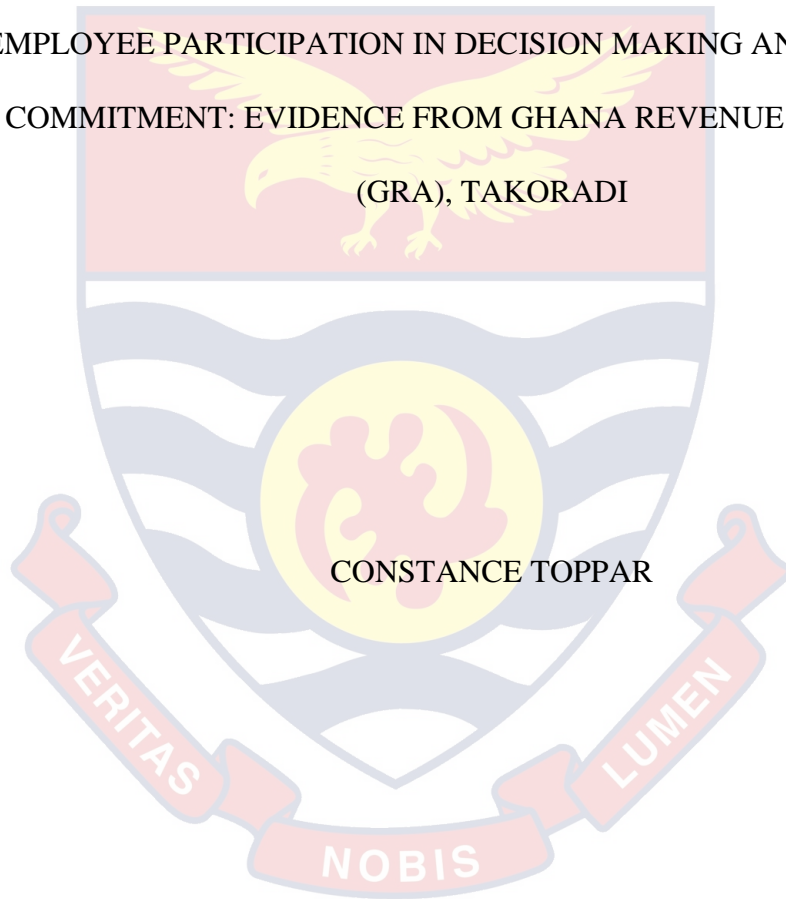 EMPLOYEE PARTICIPATION IN DECISION MAKING AN
COMMITMENT: EVIDENCE FROM GHANA REVENUE
(GRA), TAKORADI
CONSTANCE TOPPAR
VERITAS
NOBIS
LUMEN